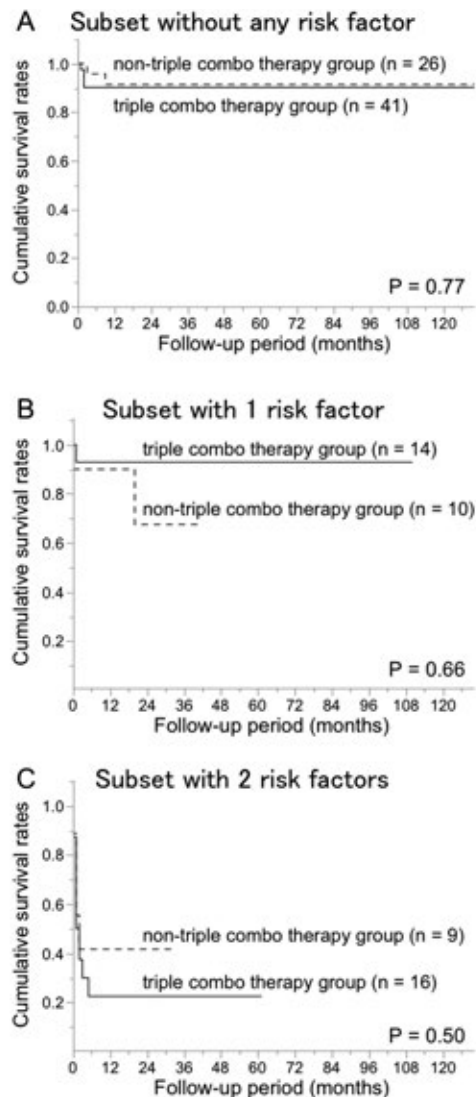 A Subset without any risk factor
Cumulative survival rates
1.0
0.8
0.6
0.4
0.2
0.0
non-triple combo therapy group (n = 26)
triple combo therapy group (n = 41)
P = 0.77
0 12 24 36 48 60 72 84 96 108 120
Follow-up period (months)
B Subset with 1 risk factor
Cumulative survival rates
1.0
0.8
0.6
0.4
0.2
triple combo therapy group (n = 14)
non-triple combo therapy group (n = 10)
P = 0.66
0 12 24 36 48 60 72 84 96 108 120
Follow-up period (months)
C Subset with 2 risk factors
Cumulative survival rates
1.0
0.8
0.6
0.4
0.2
non-triple combo therapy group (n = 9)
triple combo therapy group (n = 16)
P = 0.50
0 12 24 36 48 60 72 84 96 108 120
Follow-up period (months)